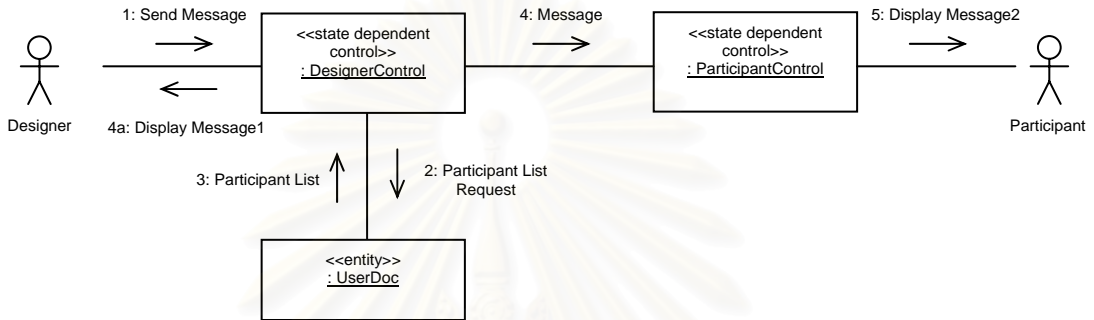 1: Send Message
4: Message
5: Display Message2
<<state dependent
control>>
: DesignerControl
<<state dependent
control>>
: ParticipantControl
Designer
4a: Display Message1
Participant
3: Participant List
2: Participant List
Request
<<entity>>
: UserDoc